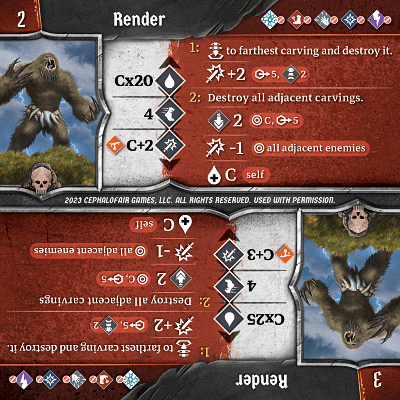 2
Render
1:
to farthest carving and destroy it.
+2
5,
2
Cx20
4
C+2
2:
Destroy all adjacent carvings.
2
C,
5
-1
all adjacent enemies
C
self
2023 CEPHALOFAIR GAMES, LLC. ALL RIGHTS RESERVED. USED WITH PERMISSION.
3
Render
1:
to farthest carving and destroy it.
+2
5,
2
Cx25
4
C+3
2:
Destroy all adjacent carvings
2
C,
5
-1
all adjacent enemies
C
self